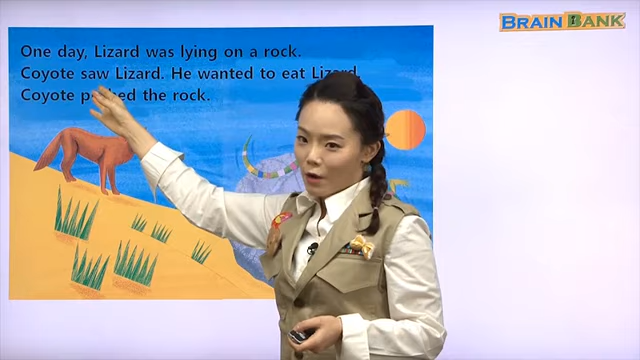 BRAIN BANK
One day, Lizard was lying on a rock.
Coyote saw Lizard. He wanted to eat Lizard
Coyote the rock.